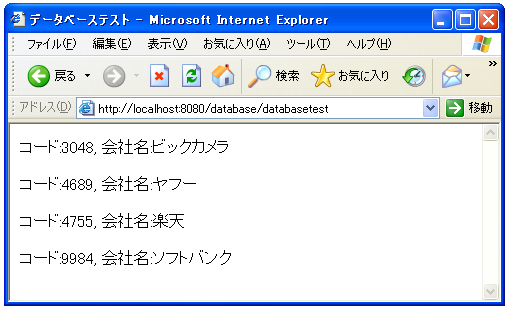 データベーステスト - Microsoft Internet Explorer
ファイル(F) 編集(E) 表示(V) お気に入り(A) ツール(T) ヘルプ(H)
戻る 検索 お気に入り »
アドレス(D) http://localhost:8080/database/databasetest 移動
コード:3048, 会社名:ビックカメラ
コード:4689, 会社名:ヤフー
コード:4755, 会社名:楽天
コード:9984, 会社名:ソフトバンク